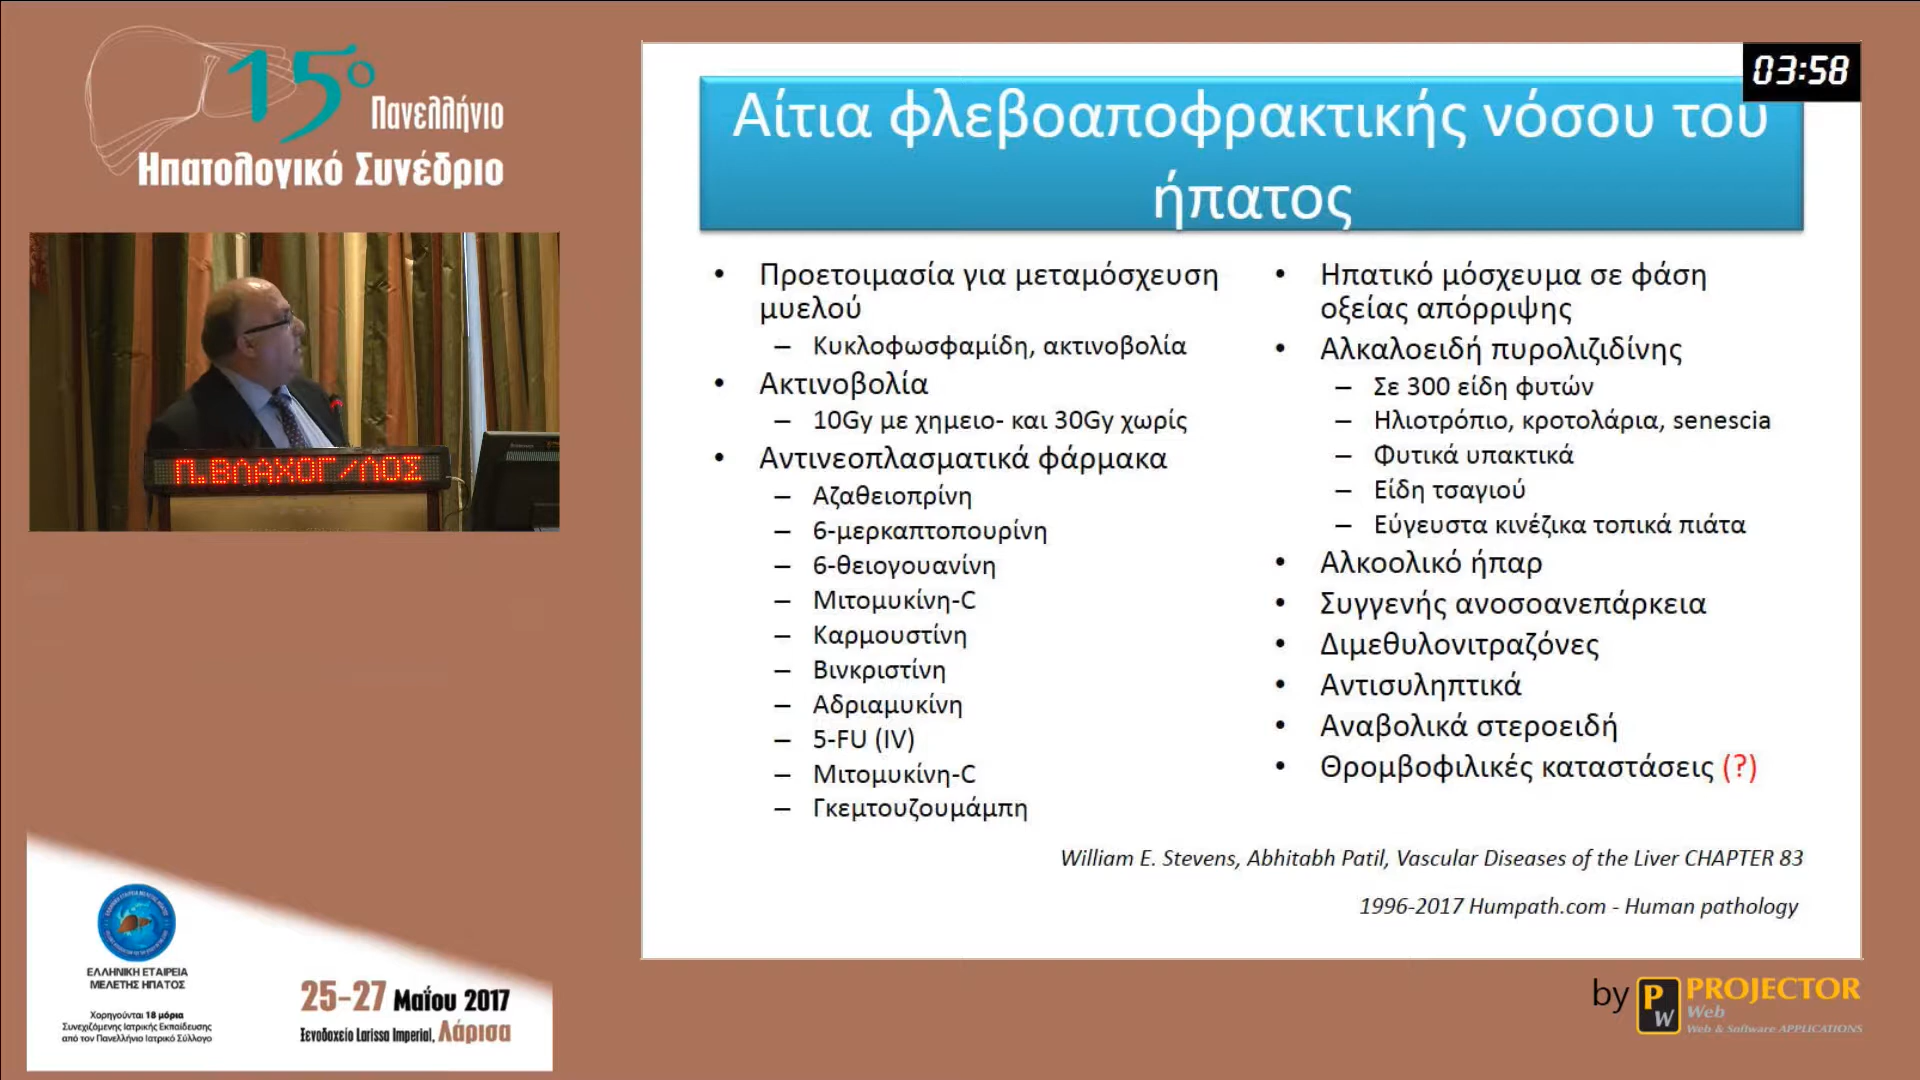 15ο
Πανελλήνιο
Ηπατολογικό Συνέδριο
Π.ΒΛΑΧΟΓ/ΛΟΣ
03:58
Αίτια φλεβοαποφρακτικής νόσου του
ήπατος
• Προετοιμασία για μεταμόσχευση
μυελού
– Κυκλοφωσφαμίδη, ακτινοβολία
• Ακτινοβολία
– 10Gy με χημειο- και 30Gy χωρίς
• Αντινεοπλασματικά φάρμακα
– Αζαθειοπρίνη
– 6-μερκαπτοπουρίνη
– 6-θειογουανίνη
– Μιτομυκίνη-C
– Καρμουστίνη
– Βινκριστίνη
– Αδριαμυκίνη
– 5-FU (IV)
– Μιτομυκίνη-C
– Γκεμτουζουμάμπη
• Ηπατικό μόσχευμα σε φάση
οξείας απόρριψης
• Αλκαλοειδή πυρολιζιδίνης
– Σε 300 είδη φυτών
– Ηλιοτρόπιο, κροτολάρια, senescia
– Φυτικά υπακτικά
– Είδη τσαγιού
– Εύγευστα κινέζικα τοπικά πιάτα
• Αλκοολικό ήπαρ
• Συγγενής ανοσοανεπάρκεια
• Διμεθυλονιτραζόνες
• Αντισυληπτικά
• Αναβολικά στεροειδή
• Θρομβοφιλικές καταστάσεις (?)
William E. Stevens, Abhitabh Patil, Vascular Diseases of the Liver CHAPTER 83
1996-2017 Humpath.com - Human pathology
ΕΛΛΗΝΙΚΗ ΕΤΑΙΡΕΙΑ
ΜΕΛΕΤΗΣ ΗΠΑΤΟΣ
Χορηγούνται 18 μόρια
Συνεχιζόμενης Ιατρικής Εκπαίδευσης
από τον Πανελλήνιο Ιατρικό Σύλλογο
25-27 Μαΐου 2017
Ξενοδοχείο Larissa Imperial, Λάρισα
by PW PROJECTOR
Web
Web & Software APPLICATIONS